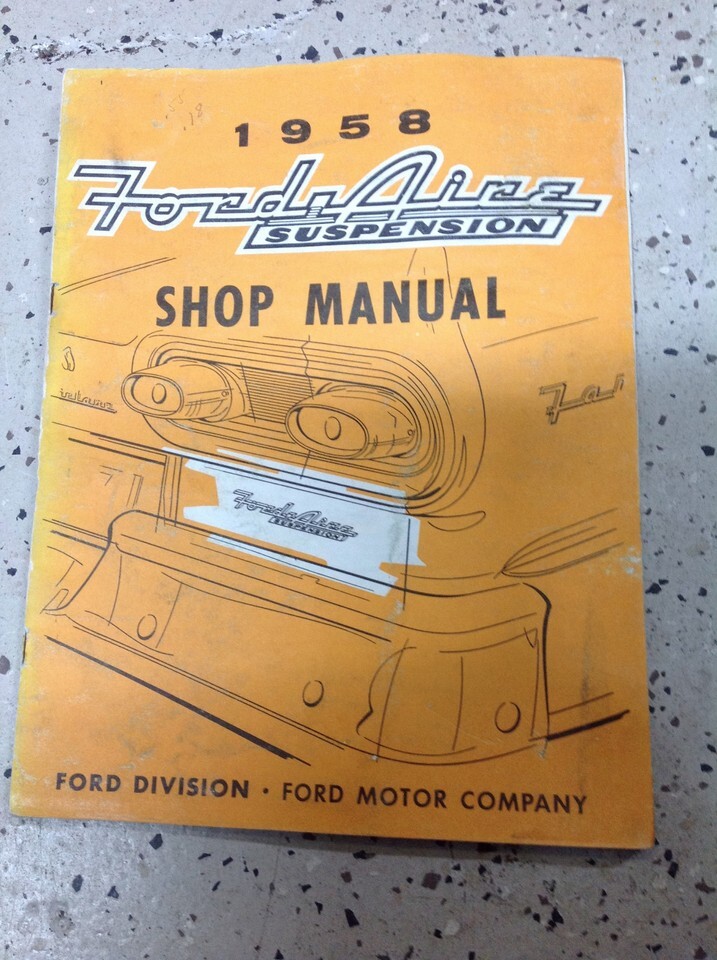 1958
Ford-Aire
SUSPENSION
SHOP MANUAL
Ford-Aire
SUSPENSION
FORD DIVISION · FORD MOTOR COMPANY